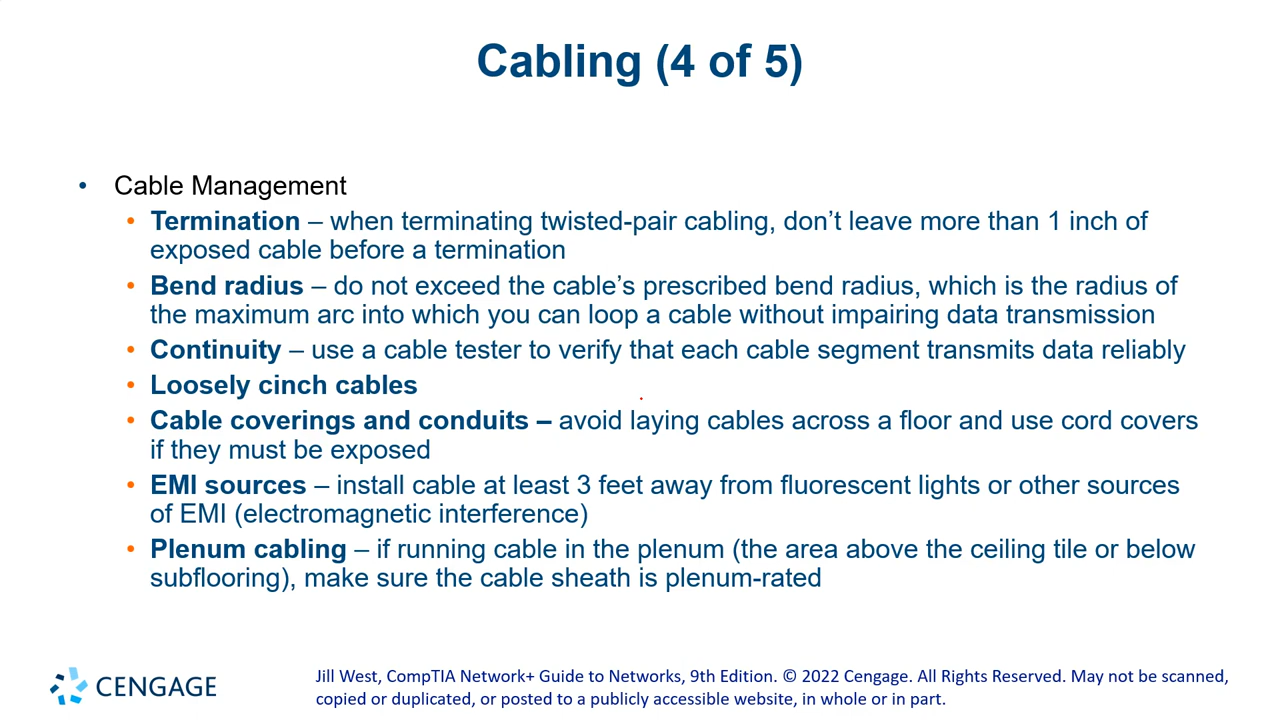 Cabling (4 of 5)
• Cable Management
• Termination – when terminating twisted-pair cabling, don’t leave more than 1 inch of
exposed cable before a termination
• Bend radius – do not exceed the cable’s prescribed bend radius, which is the radius of
the maximum arc into which you can loop a cable without impairing data transmission
• Continuity – use a cable tester to verify that each cable segment transmits data reliably
• Loosely cinch cables
• Cable coverings and conduits – avoid laying cables across a floor and use cord covers
if they must be exposed
• EMI sources – install cable at least 3 feet away from fluorescent lights or other sources
of EMI (electromagnetic interference)
• Plenum cabling – if running cable in the plenum (the area above the ceiling tile or below
subflooring), make sure the cable sheath is plenum-rated
CENGAGE
Jill West, CompTIA Network+ Guide to Networks, 9th Edition. © 2022 Cengage. All Rights Reserved. May not be scanned,
copied or duplicated, or posted to a publicly accessible website, in whole or in part.